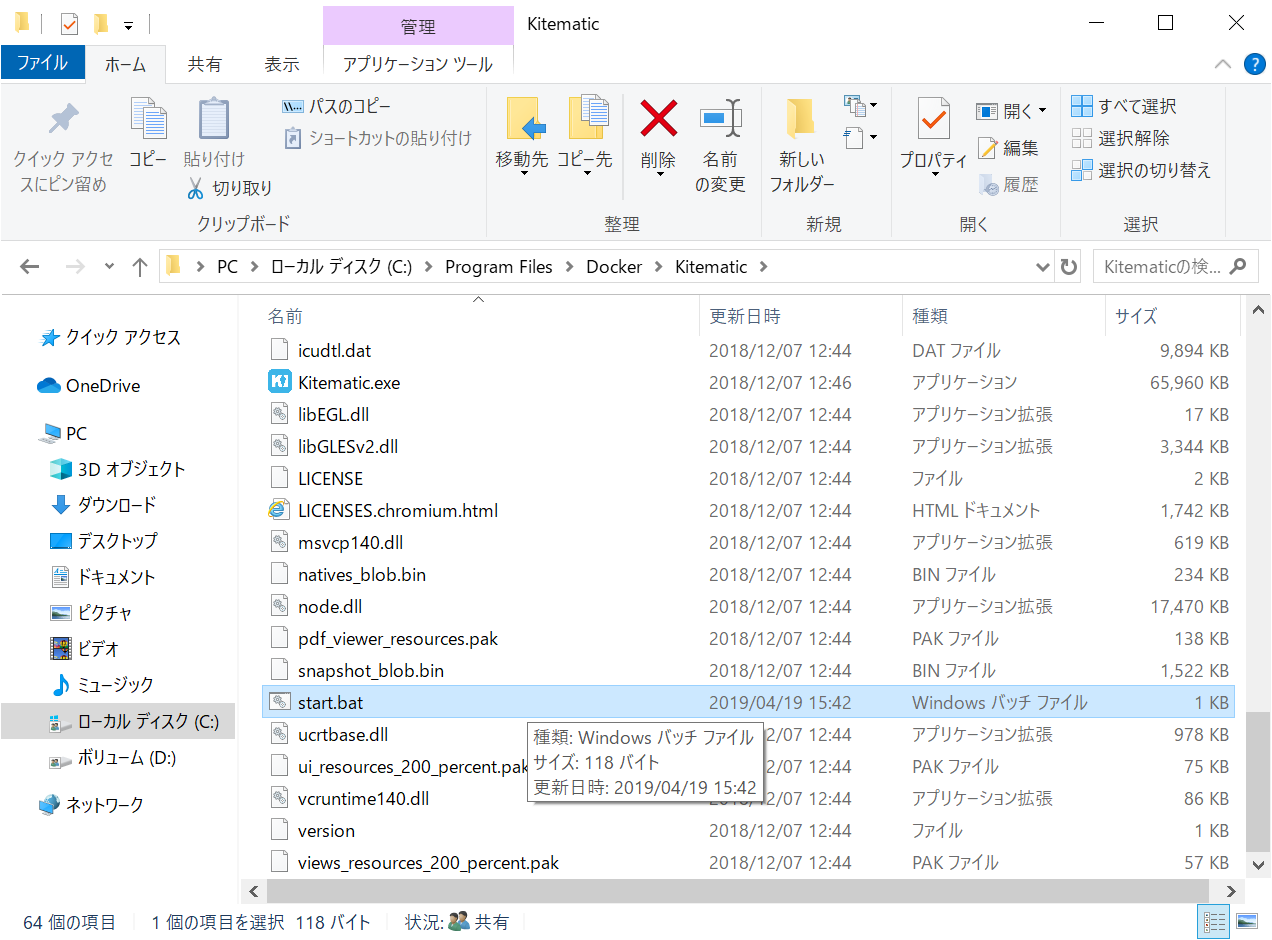 管理
Kitematic
ファイル
ホーム
共有
表示
アプリケーション ツール
クイック アクセ
スにピン留め
コピー
貼り付け
パスのコピー
ショートカットの貼り付け
切り取り
クリップボード
移動先
コピー先
削除
名前
の変更
整理
新しい
フォルダー
新規
プロパティ
開く
編集
履歴
開く
すべて選択
選択解除
選択の切り替え
選択
PC
ローカル ディスク (C:)
Program Files
Docker
Kitematic
Kitematicの検...
クイック アクセス
OneDrive
PC
3D オブジェクト
ダウンロード
デスクトップ
ドキュメント
ピクチャ
ビデオ
ミュージック
ローカル ディスク (C:)
ボリューム (D:)
ネットワーク
名前 更新日時 種類 サイズ
icudtl.dat 2018/12/07 12:44 DAT ファイル 9,894 KB
Kitematic.exe 2018/12/07 12:46 アプリケーション 65,960 KB
libEGL.dll 2018/12/07 12:44 アプリケーション拡張 17 KB
libGLESv2.dll 2018/12/07 12:44 アプリケーション拡張 3,344 KB
LICENSE 2018/12/07 12:44 ファイル 2 KB
LICENSES.chromium.html 2018/12/07 12:44 HTML ドキュメント 1,742 KB
msvcp140.dll 2018/12/07 12:44 アプリケーション拡張 619 KB
natives_blob.bin 2018/12/07 12:44 BIN ファイル 234 KB
node.dll 2018/12/07 12:44 アプリケーション拡張 17,470 KB
pdf_viewer_resources.pak 2018/12/07 12:44 PAK ファイル 138 KB
snapshot_blob.bin 2018/12/07 12:44 BIN ファイル 1,522 KB
start.bat 2019/04/19 15:42 Windows バッチ ファイル 1 KB
ucrtbase.dll 2/07 12:44 アプリケーション拡張 978 KB
ui_resources_200_percent.pak 2/07 12:44 PAK ファイル 75 KB
vcruntime140.dll 2/07 12:44 アプリケーション拡張 86 KB
version 2018/12/07 12:44 ファイル 1 KB
views_resources_200_percent.pak 2018/12/07 12:44 PAK ファイル 57 KB
種類: Windows バッチ ファイル
サイズ: 118 バイト
更新日時: 2019/04/19 15:42
64 個の項目 1 個の項目を選択 118 バイト 状況: 共有